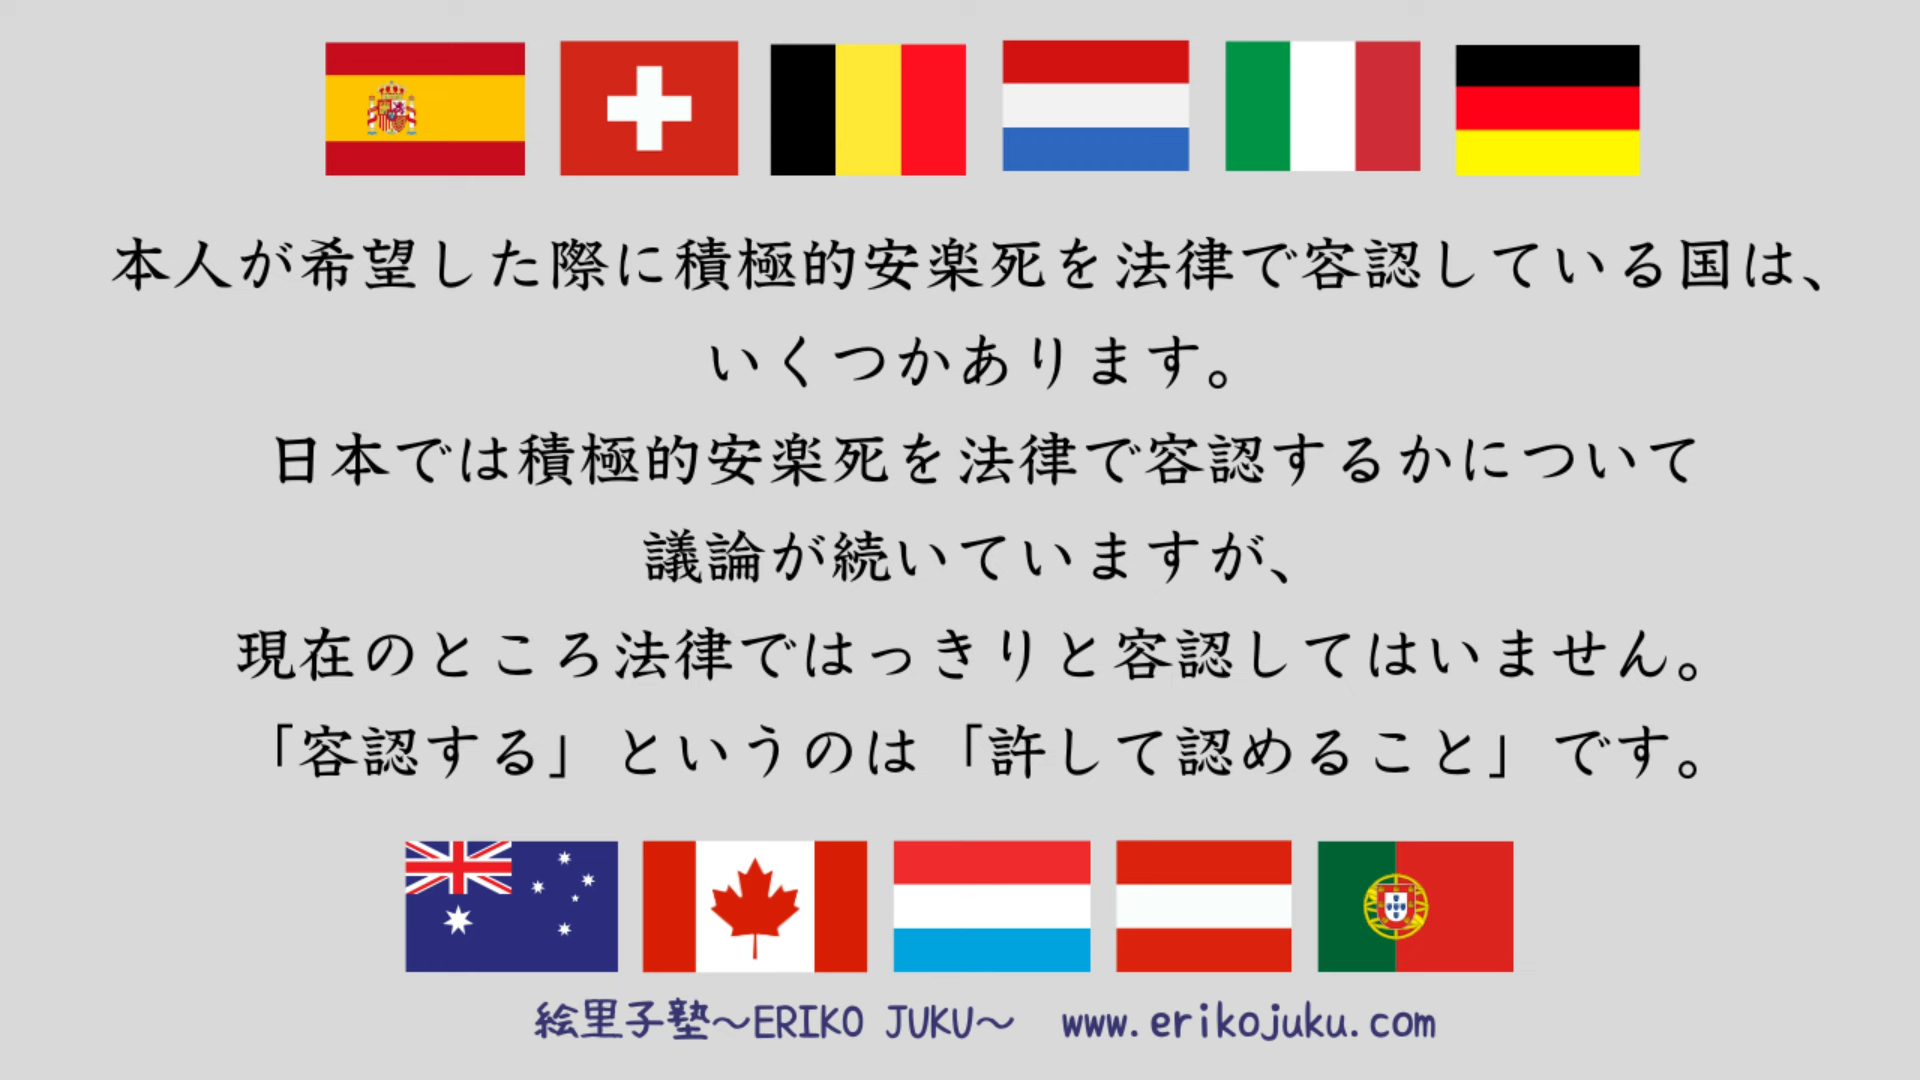 本人が希望した際に積極的安楽死を法律で容認している国は、
いくつかあります。
日本では積極的安楽死を法律で容認するかについて
議論が続いていますが、
現在のところ法律ではっきりと容認してはいません。
「容認する」というのは「許して認めること」です。
絵里子塾～ERIKO JUKU～ www.erikojuku.com